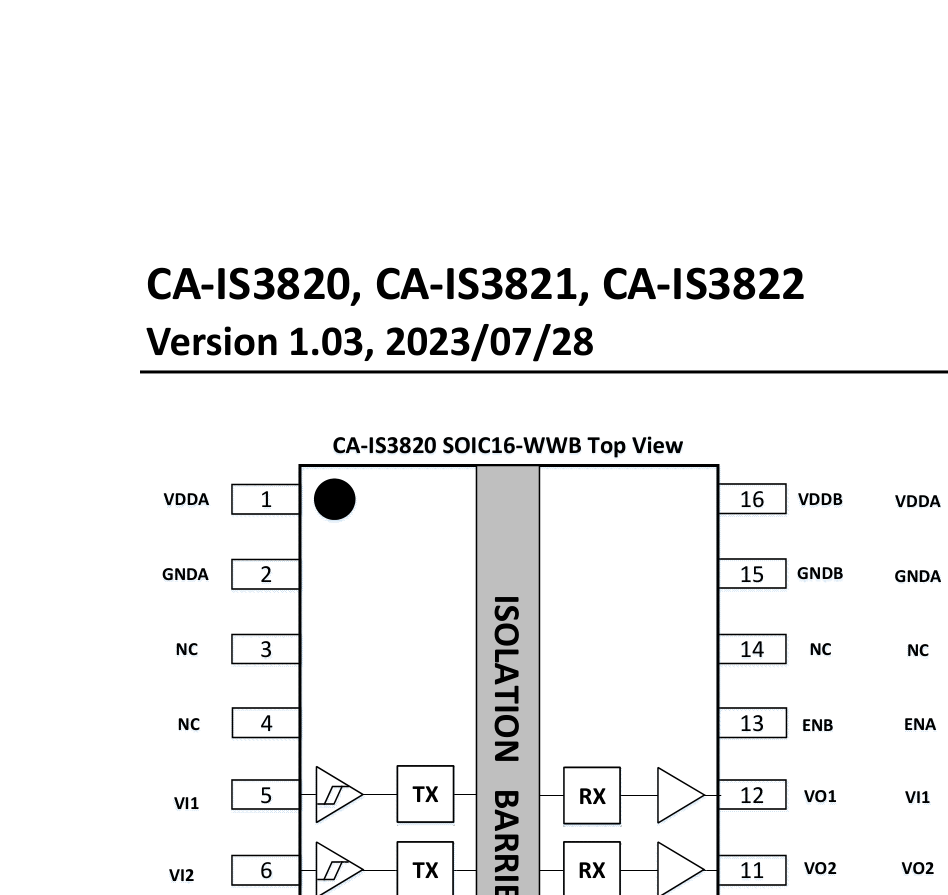 CA-IS3820, CA-IS3821, CA-IS3822
Version 1.03, 2023/07/28
CA-IS3820 SOIC16-WWB Top View
VDDA 1 16 VDDB VDDA
GNDA 2 15 GNDB GNDA
NC 3 14 NC NC
NC 4 13 ENB ENA
VI1 5 TX RX 12 VO1 VI1
VI2 6 TX RX 11 VO2 VO2
ISOLATION